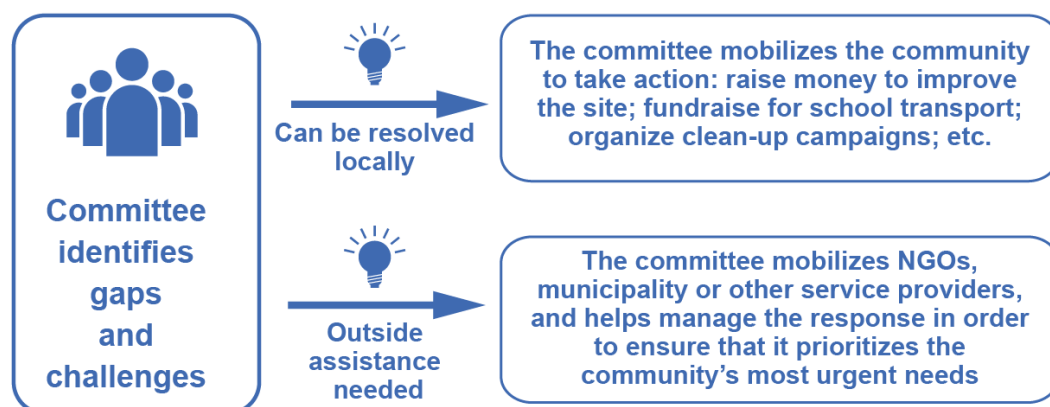 Committee
identifies
gaps
and
challenges
Can be resolved
locally
The committee mobilizes the community
to take action: raise money to improve
the site; fundraise for school transport;
organize clean-up campaigns; etc.
Outside
assistance
needed
The committee mobilizes NGOs,
municipality or other service providers,
and helps manage the response in order
to ensure that it prioritizes the
community's most urgent needs